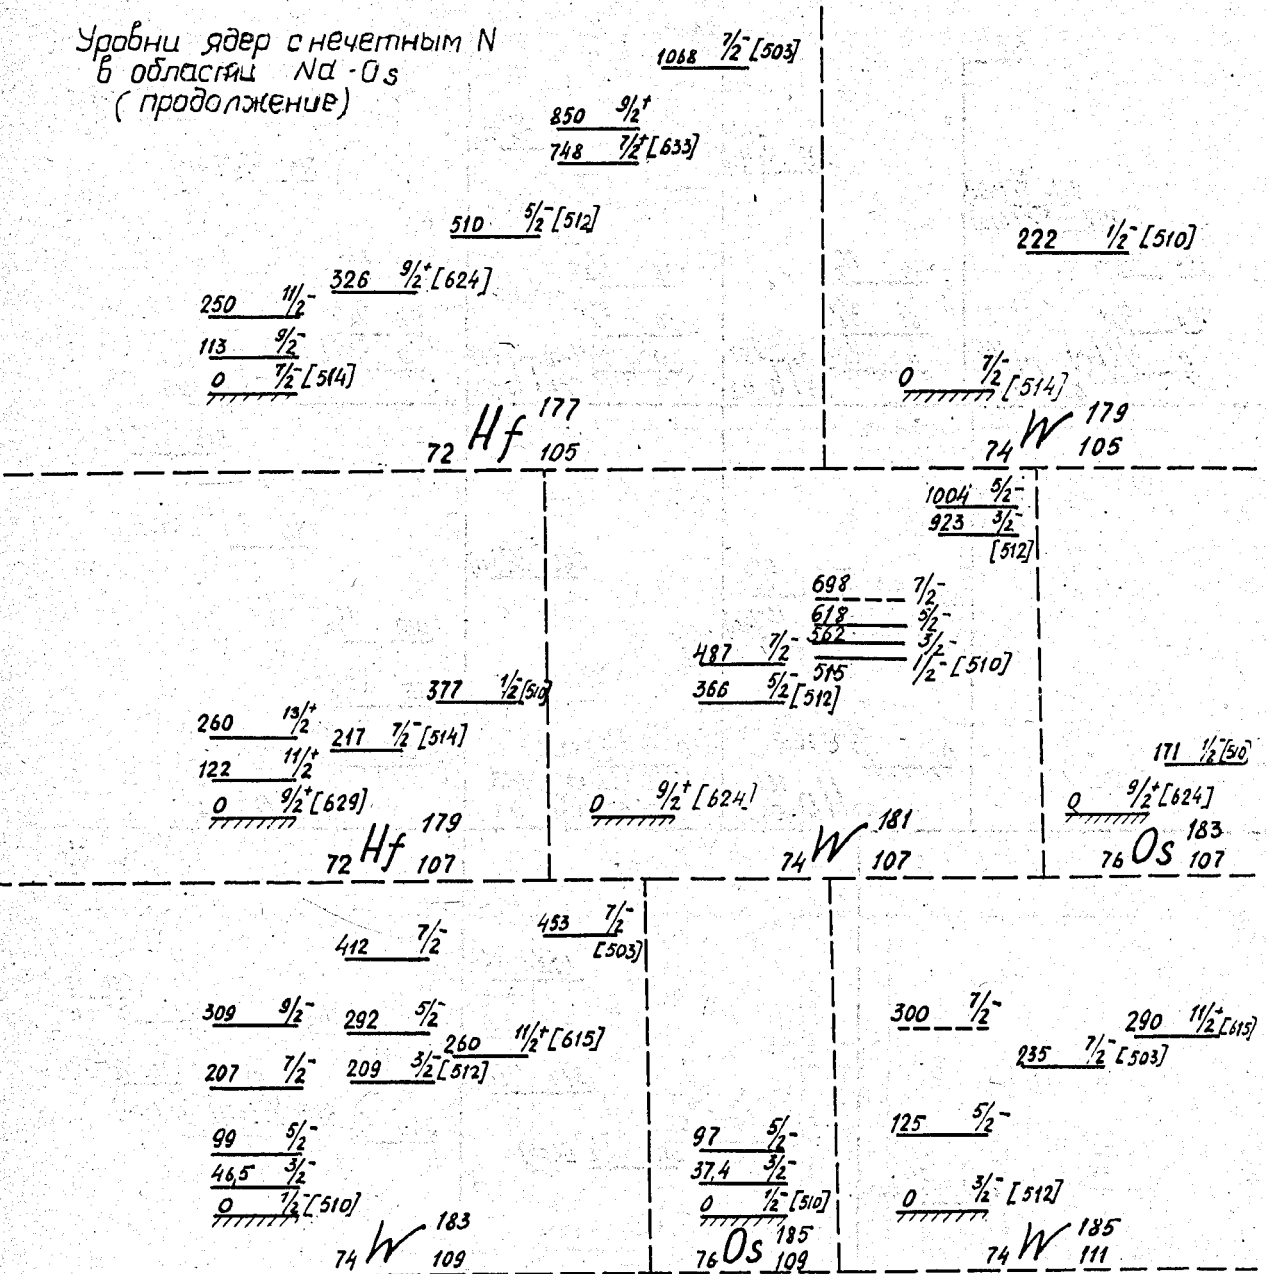 Уровни ядер с нечетным N
в области Nd - Os
(продолжение)
1068 7/2⁻ [503]
850 9/2⁺
748 7/2⁺ [633]
510 5/2⁻ [512]
326 9/2⁺ [624]
250 11/2⁻
113 9/2⁻
0 7/2⁻ [514]
72 Hf 177 105
222 1/2⁻ [510]
0 7/2⁻ [514]
74 W 179 105
377 1/2⁻ [510]
260 13/2⁺
217 7/2⁻ [514]
122 11/2⁺
0 9/2⁺ [629]
72 Hf 179 107
1004 5/2⁻
923 3/2⁻
[512]
698 7/2⁻
618 5/2⁻
562 3/2⁻
515 1/2⁻ [510]
487 7/2⁻
366 5/2⁻ [512]
0 9/2⁺ [624]
74 W 181 107
171 1/2⁻ [510]
0 9/2⁺ [624]
76 Os 183 107
453 7/2⁻
[503]
412 7/2⁻
309 9/2⁻
292 5/2⁻
260 11/2⁺ [615]
207 7/2⁻
209 3/2⁻ [512]
99 5/2⁻
46,5 3/2⁻
0 1/2⁻ [510]
74 W 183 109
97 5/2⁻
37,4 3/2⁻
0 1/2⁻ [510]
76 Os 185 109
300 7/2⁻
290 11/2⁺ [615]
235 7/2⁻ [503]
125 5/2⁻
0 3/2⁻ [512]
74 W 185 111